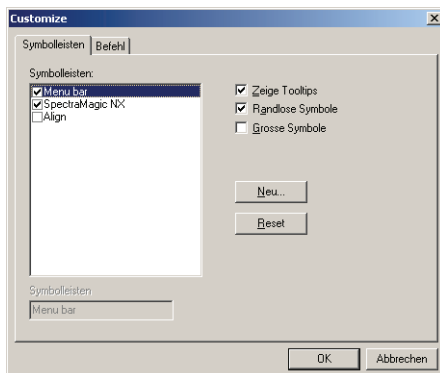 Customize
Symbolleisten Befehl
Symbolleisten:
Menu bar
SpectraMagic NX
Align
Zeige Tooltips
Randlose Symbole
Grosse Symbole
Neu...
Reset
Symbolleisten
Menu bar
OK Abbrechen